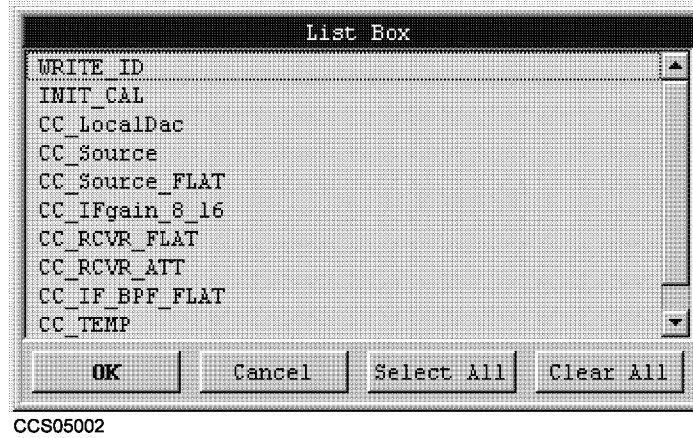 List Box
WRITE_ID
INIT_CAL
CC_LocalDac
CC_Source
CC_Source_FLAT
CC_IFgain_8_16
CC_RCVR_FLAT
CC_RCVR_ATT
CC_IF_BPF_FLAT
CC_TEMP
OK Cancel Select All Clear All
CCS05002